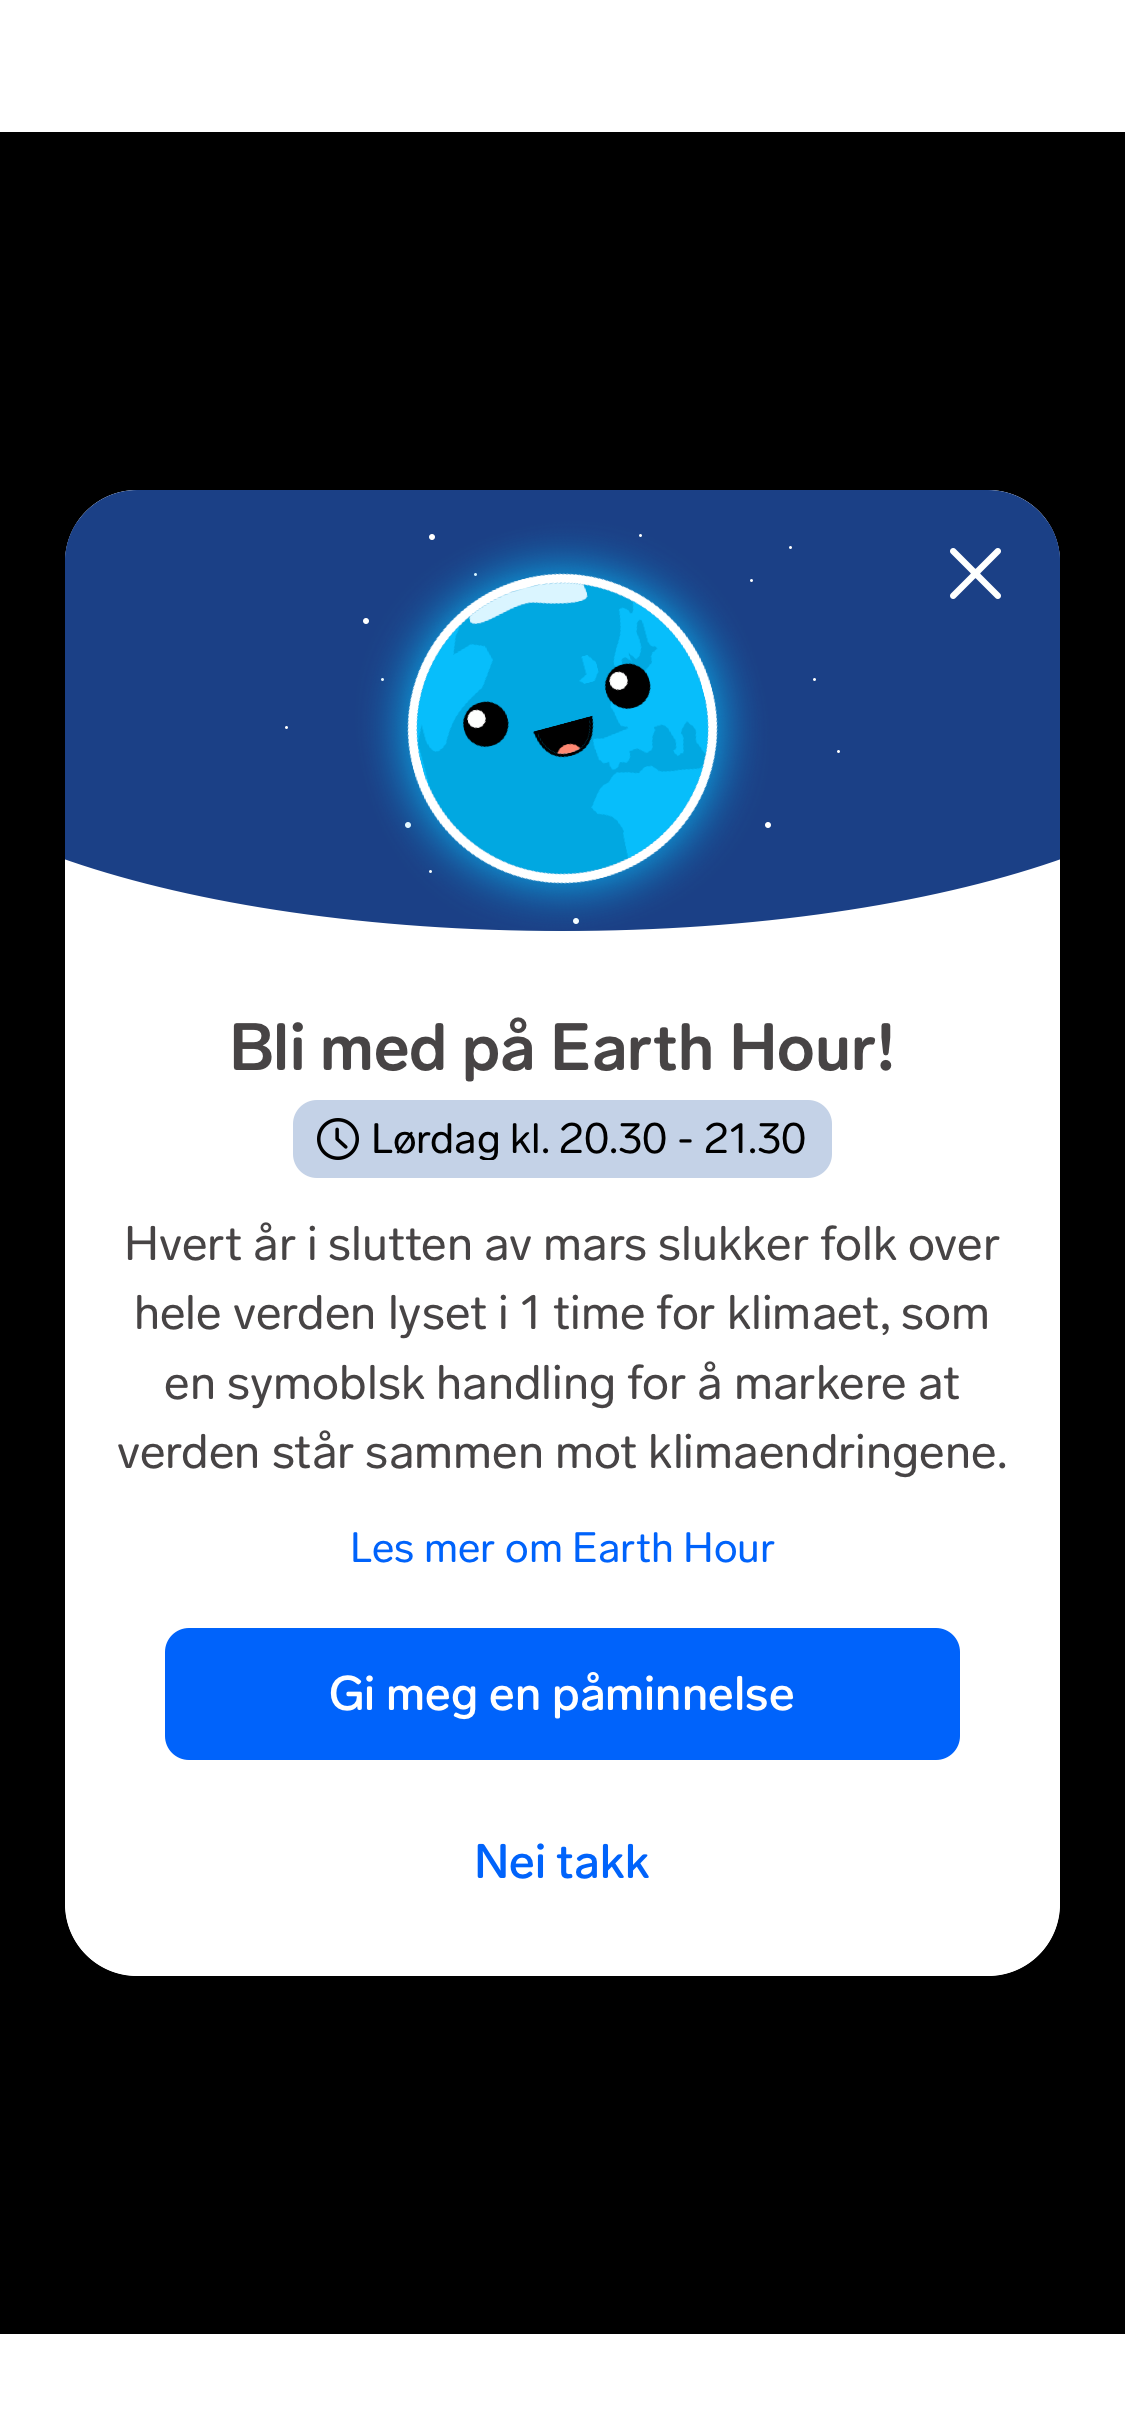 Bli med på Earth Hour!
Lørdag kl. 20.30 - 21.30
Hvert år i slutten av mars slukker folk over
hele verden lyset i 1 time for klimaet, som
en symoblsk handling for å markere at
verden står sammen mot klimaendringene.
Les mer om Earth Hour
Gi meg en påminnelse
Nei takk